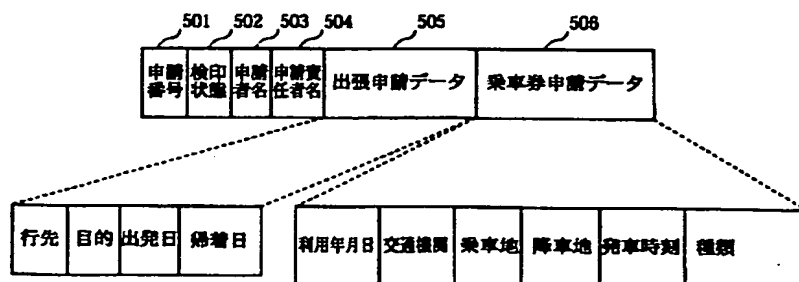 501 502 503 504 505 506
申請番号 検印状態 申請者名 申請責任者名 出張申請データ 乗車券申請データ
行先 目的 出発日 帰着日 利用年月日 交通機関 乗車地 降車地 発車時刻 種類